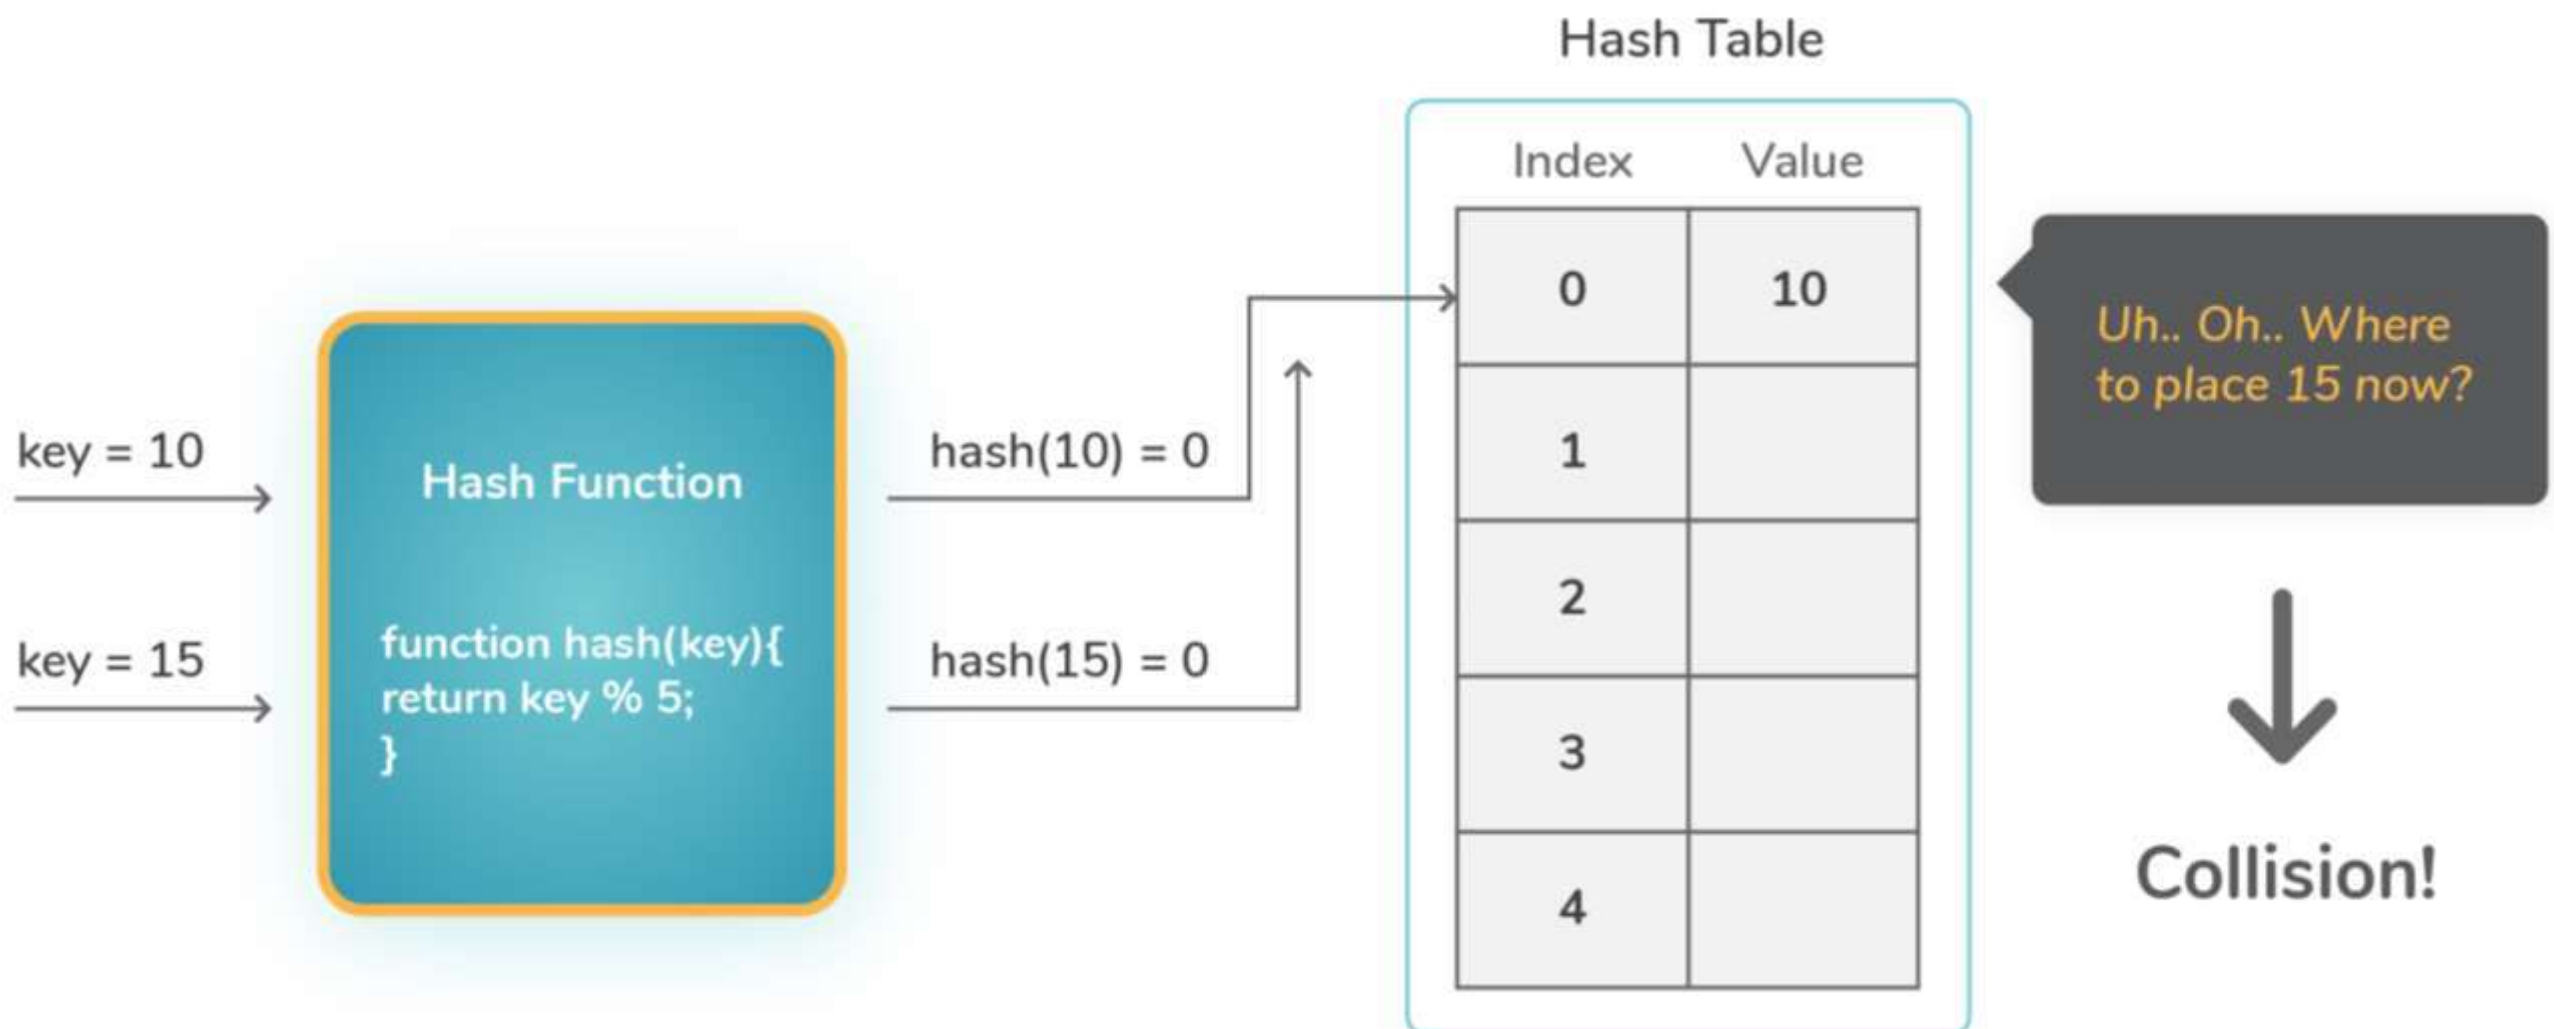 Hash Table
Index Value
key = 10
key = 15
Hash Function
function hash(key){
return key % 5;
}
hash(10) = 0
hash(15) = 0
0 10
1
2
3
4
Uh.. Oh.. Where
to place 15 now?
Collision!